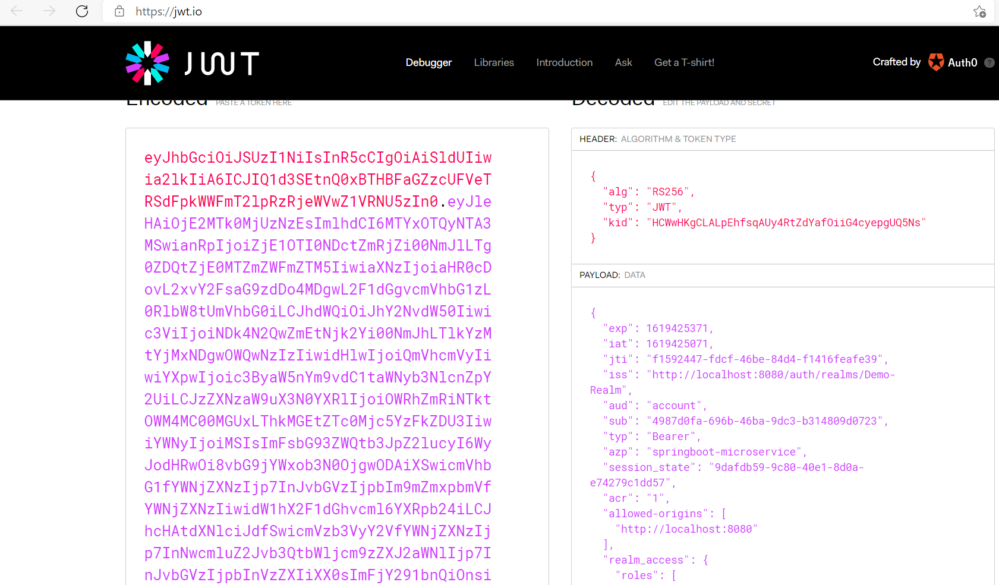 https://jwt.io
JWT
Debugger
Libraries
Introduction
Ask
Get a T-shirt!
Crafted by
Auth0
?
Encoded PASTE A TOKEN HERE
eyJhbGciOiJSUzI1NiIsInR5cCIgOiAiSldUIiw
ia2lkIiA6ICJIQ1d3SEtnQ0xBTHBFaGZzcUFVeT
RSdFpkWWFmT2lpRzRjeWVwZ1VRNU5zIn0.eyJle
HAiOjE2MTk0MjUzNzEsImlhdCI6MTYxOTQyNTA3
MSwianRpIjoiZjE1OTI0NDctZmRjZi00NmJlLTg
0ZDQtZjE0MTZmZWFmZTM5IiwiaXNzIjoiaHR0cD
ovL2xvY2FsaG9zdDo4MDgwL2F1dGgvcmVhbG1zL
0RlbW8tUmVhbG0iLCJhdWQiOiJhY2NvdW50Iiwi
c3ViIjoiNDk4N2QwZmEtNjk2Yi00NmJhLTlkYzM
tYjMxNDgwOWQwNzIzIiwidHlwIjoiQmVhcmVyIi
wiYXpwIjoic3ByaW5nYm9vdC1taWNyb3NlcnZpY
2UiLCJzZXNzaW9uX3N0YXRlIjoiOWRhZmRiNTkt
OWM4MC00MGUxLThkMGEtZTc0Mjc5YzFkZDU3Iiw
iYWNyIjoiMSIsImFsbG93ZWQtb3JpZ2lucyI6Wy
JodHRwOi8vbG9jYWxob3N0OjgwODAiXSwicmVhb
G1fYWNjZXNzIjp7InJvbGVzIjpbIm9mZmxpbmVf
YWNjZXNzIiwidW1hX2F1dGhvcml6YXRpb24iLCJ
hcHAtdXNlciJdfSwicmVzb3VyY2VfYWNjZXNzIj
p7InNwcmluZ2Jvb3QtbWljcm9zZXJ2aWNlIjp7I
nJvbGVzIjpbInVzZXIiXX0sImFjY291bnQiOnsi
Decoded EDIT THE PAYLOAD AND SECRET
HEADER: ALGORITHM & TOKEN TYPE
{
"alg": "RS256",
"typ": "JWT",
"kid": "HCWwHKgCLALpEhfsqAUy4RtZdYafOiiG4cyepgUQ5Ns"
}
PAYLOAD: DATA
{
"exp": 1619425371,
"iat": 1619425071,
"jti": "f1592447-fdcf-46be-84d4-f1416feafe39",
"iss": "http://localhost:8080/auth/realms/Demo-
Realm",
"aud": "account",
"sub": "4987d0fa-696b-46ba-9dc3-b314809d0723",
"typ": "Bearer",
"azp": "springboot-microservice",
"session_state": "9dafdb59-9c80-40e1-8d0a-
e74279c1dd57",
"acr": "1",
"allowed-origins": [
"http://localhost:8080"
],
"realm_access": {
"roles": [